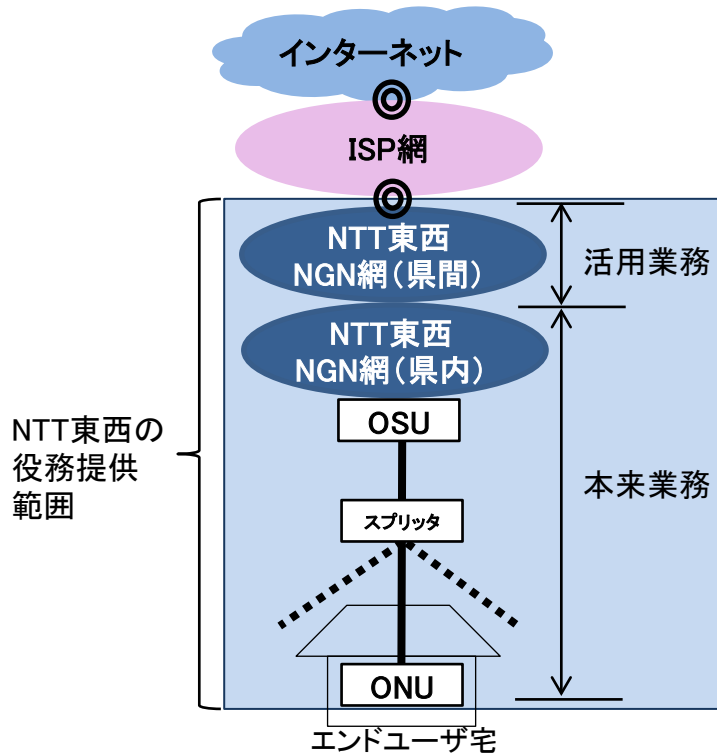 インターネット
ISP網
NTT東西
NGN網(県間)
活用業務
NTT東西
NGN網(県内)
OSU
NTT東西の
役務提供
範囲
本来業務
スプリッタ
ONU
エンドユーザ宅